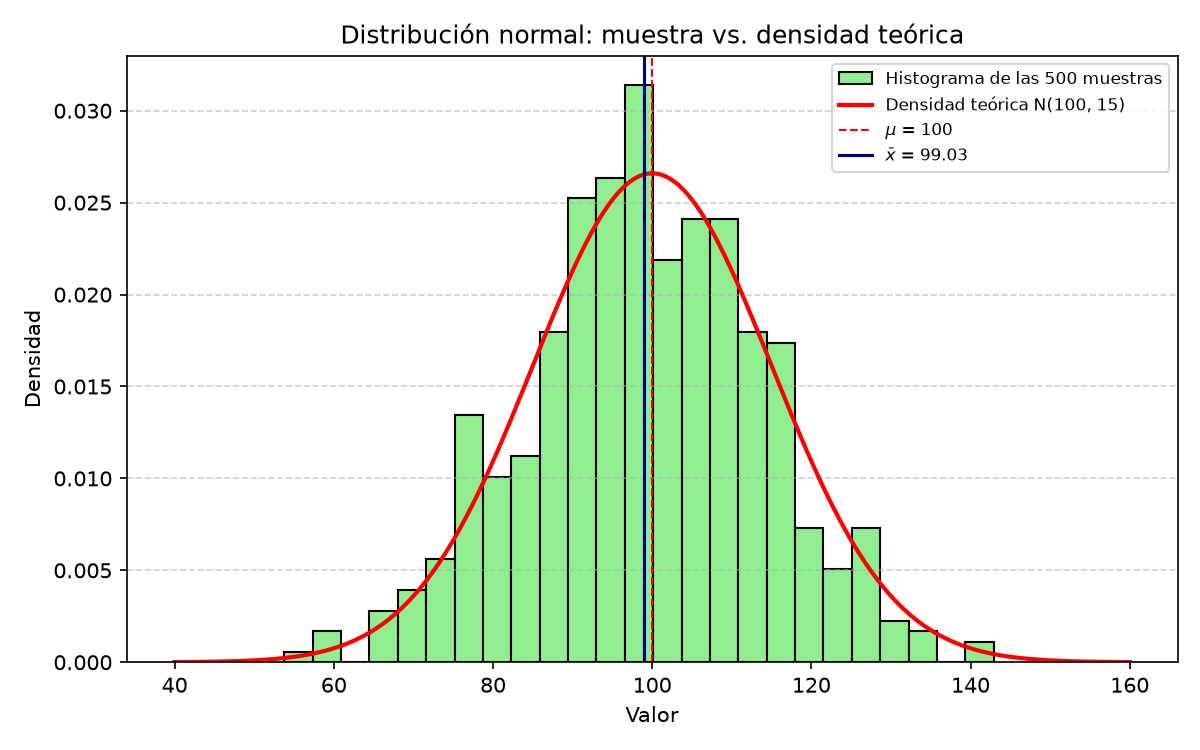 Distribución normal: muestra vs. densidad teórica
Histograma de las 500 muestras
Densidad teórica N(100, 15)
μ = 100
x̄ = 99.03
Densidad
0.030
0.025
0.020
0.015
0.010
0.005
0.000
40 60 80 100 120 140 160
Valor